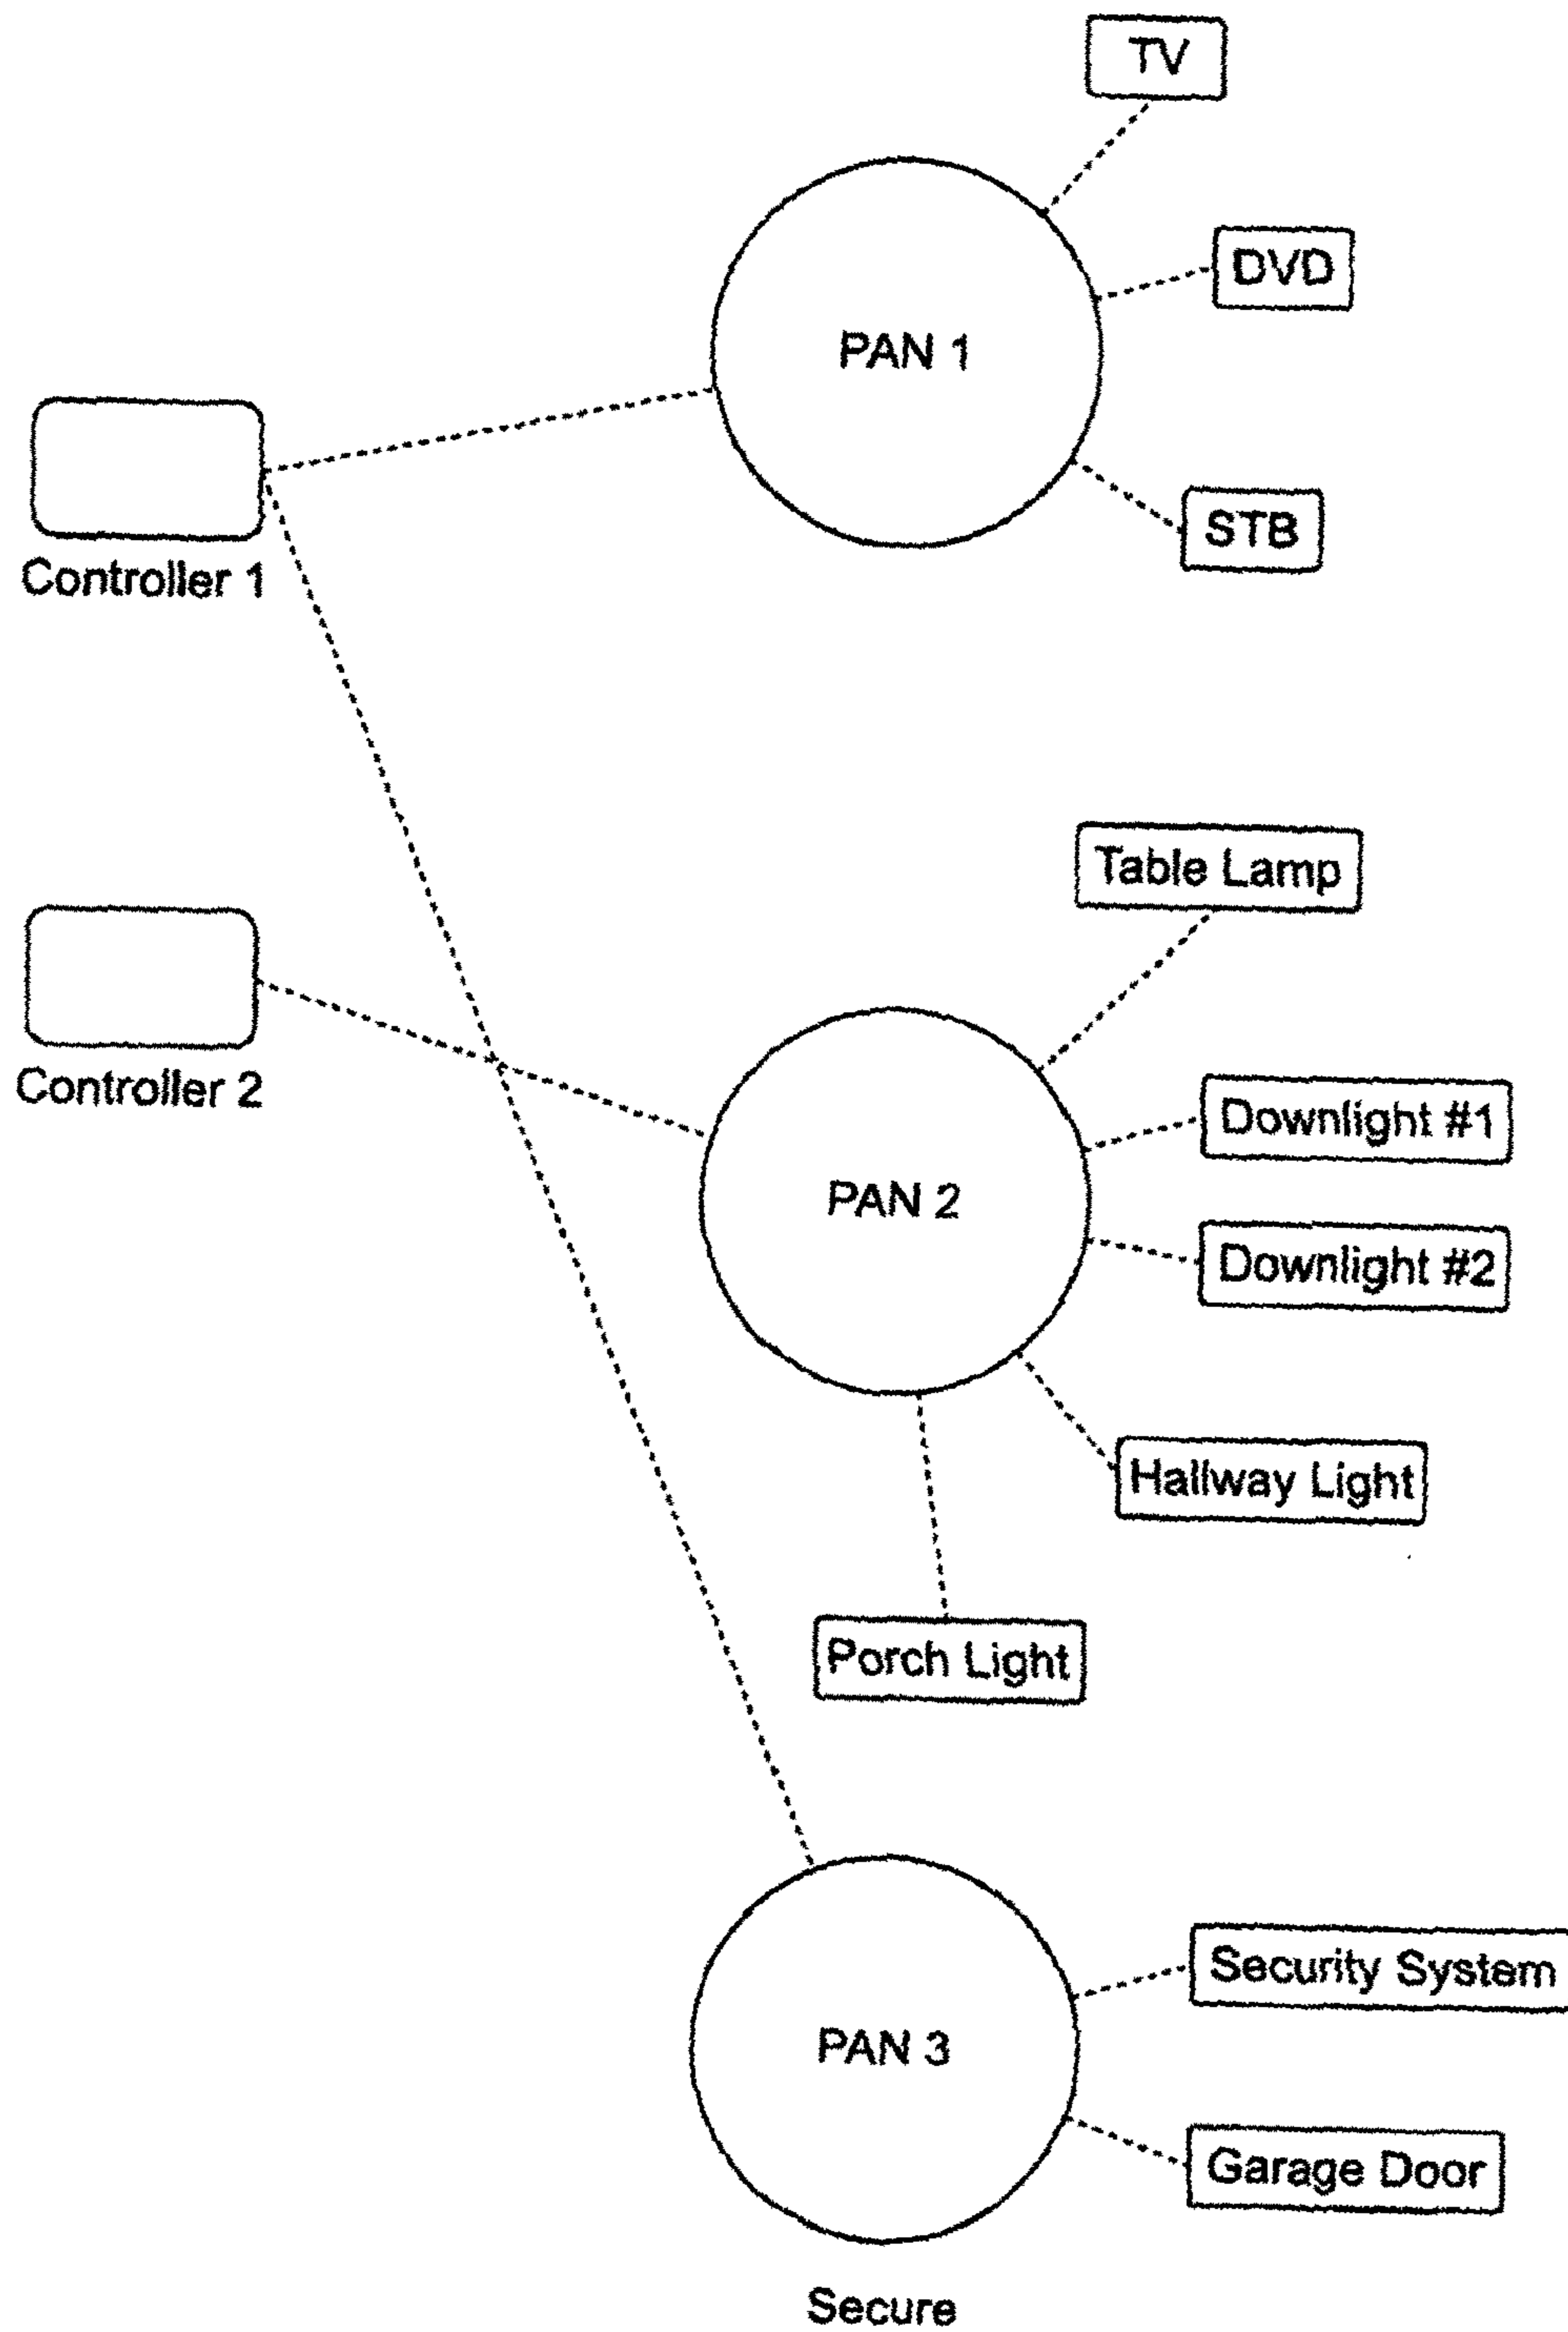 TV
DVD
PAN 1
STB
Controller 1
Table Lamp
Controller 2
Downlight #1
PAN 2
Downlight #2
Hallway Light
Porch Light
Security System
PAN 3
Garage Door
Secure